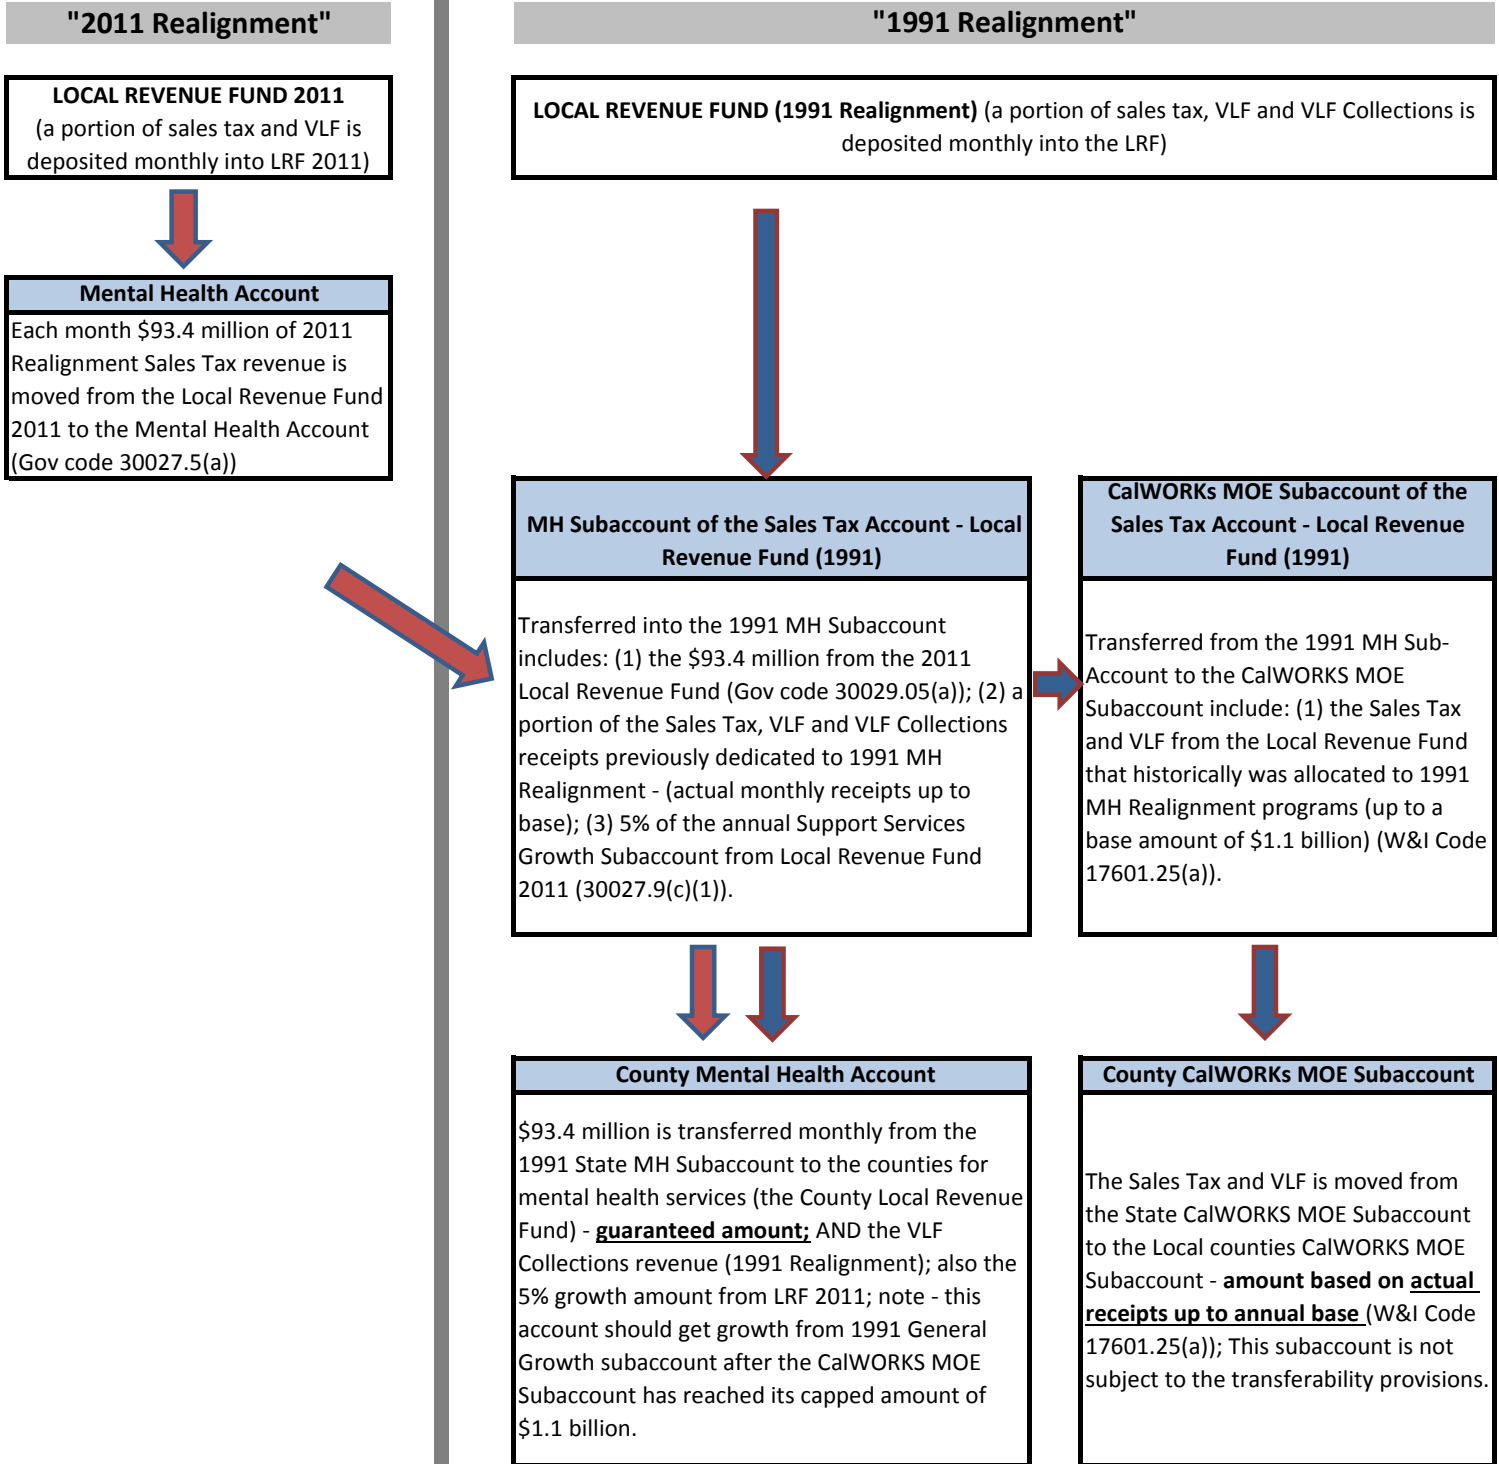 "2011 Realignment"
"1991 Realignment"
LOCAL REVENUE FUND 2011
(a portion of sales tax and VLF is
deposited monthly into LRF 2011)
LOCAL REVENUE FUND (1991 Realignment) (a portion of sales tax, VLF and VLF Collections is
deposited monthly into the LRF)
Mental Health Account
Each month $93.4 million of 2011
Realignment Sales Tax revenue is
moved from the Local Revenue Fund
2011 to the Mental Health Account
(Gov code 30027.5(a))
MH Subaccount of the Sales Tax Account - Local
Revenue Fund (1991)
Transferred into the 1991 MH Subaccount
includes: (1) the $93.4 million from the 2011
Local Revenue Fund (Gov code 30029.05(a)); (2) a
portion of the Sales Tax, VLF and VLF Collections
receipts previously dedicated to 1991 MH
Realignment - (actual monthly receipts up to
base); (3) 5% of the annual Support Services
Growth Subaccount from Local Revenue Fund
2011 (30027.9(c)(1)).
CalWORKs MOE Subaccount of the
Sales Tax Account - Local Revenue
Fund (1991)
Transferred from the 1991 MH Sub-
Account to the CalWORKS MOE
Subaccount include: (1) the Sales Tax
and VLF from the Local Revenue Fund
that historically was allocated to 1991
MH Realignment programs (up to a
base amount of $1.1 billion) (W&I Code
17601.25(a)).
County Mental Health Account
$93.4 million is transferred monthly from the
1991 State MH Subaccount to the counties for
mental health services (the County Local Revenue
Fund) - guaranteed amount; AND the VLF
Collections revenue (1991 Realignment); also the
5% growth amount from LRF 2011; note - this
account should get growth from 1991 General
Growth subaccount after the CalWORKS MOE
Subaccount has reached its capped amount of
$1.1 billion.
County CalWORKs MOE Subaccount
The Sales Tax and VLF is moved from
the State CalWORKS MOE Subaccount
to the Local counties CalWORKS MOE
Subaccount - amount based on actual
receipts up to annual base (W&I Code
17601.25(a)); This subaccount is not
subject to the transferability provisions.